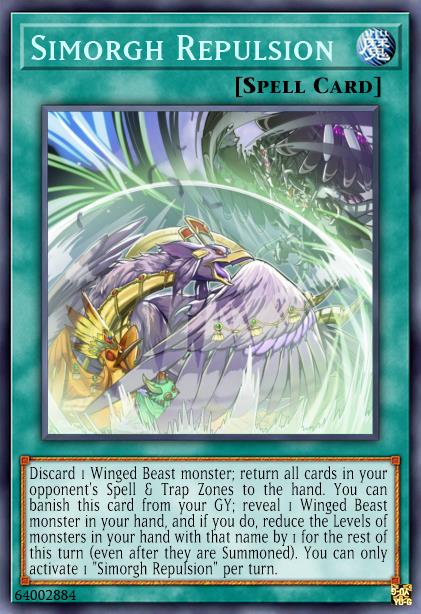 Simorgh Repulsion 魔
[Spell Card]
Discard 1 Winged Beast monster; return all cards in your
opponent's Spell & Trap Zones to the hand. You can
banish this card from your GY; reveal 1 Winged Beast
monster in your hand, and if you do, reduce the Levels of
monsters in your hand with that name by 1 for the rest of
this turn (even after they are Summoned). You can only
activate 1 "Simorgh Repulsion" per turn.
64002884